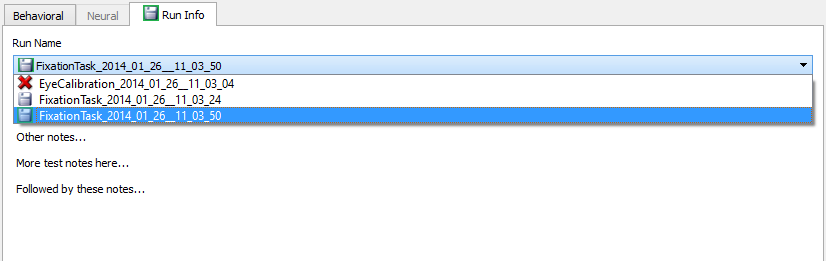 Behavioral Neural Run Info
Run Name
FixationTask_2014_01_26__11_03_50
EyeCalibration_2014_01_26__11_03_04
FixationTask_2014_01_26__11_03_24
FixationTask_2014_01_26__11_03_50
Other notes...
More test notes here...
Followed by these notes...